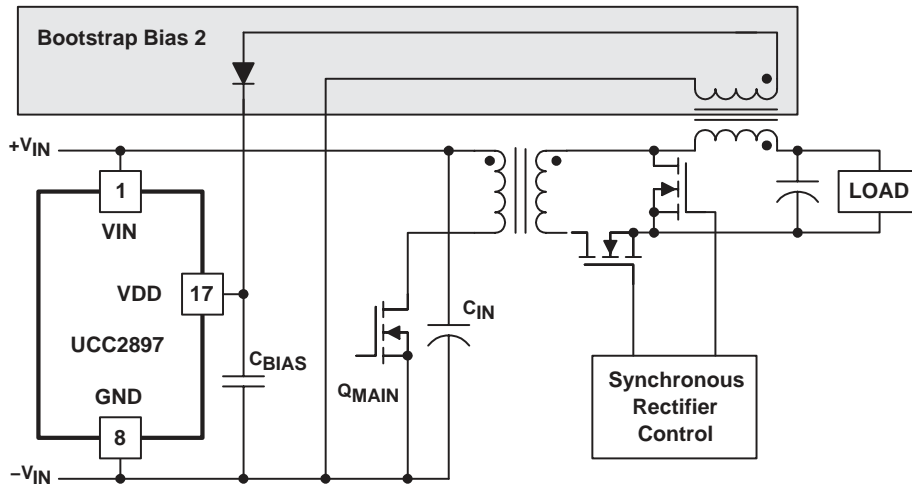 Bootstrap Bias 2
+VIN
1
VIN
VDD
17
UCC2897
CBIAS
GND
8
−VIN
QMAIN
CIN
LOAD
Synchronous
Rectifier
Control